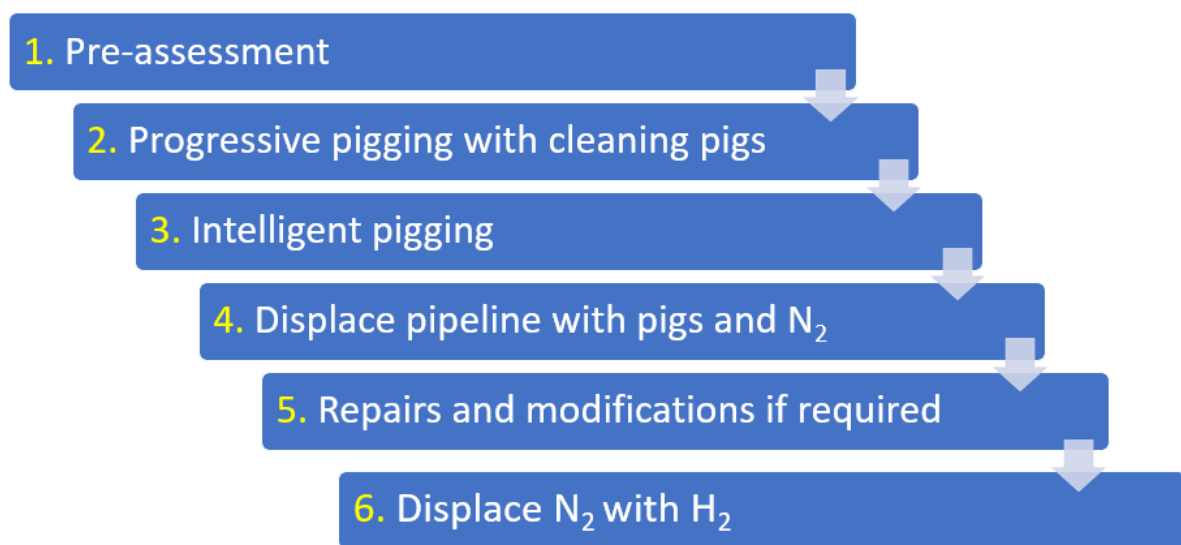 1. Pre-assessment
2. Progressive pigging with cleaning pigs
3. Intelligent pigging
4. Displace pipeline with pigs and N₂
5. Repairs and modifications if required
6. Displace N₂ with H₂